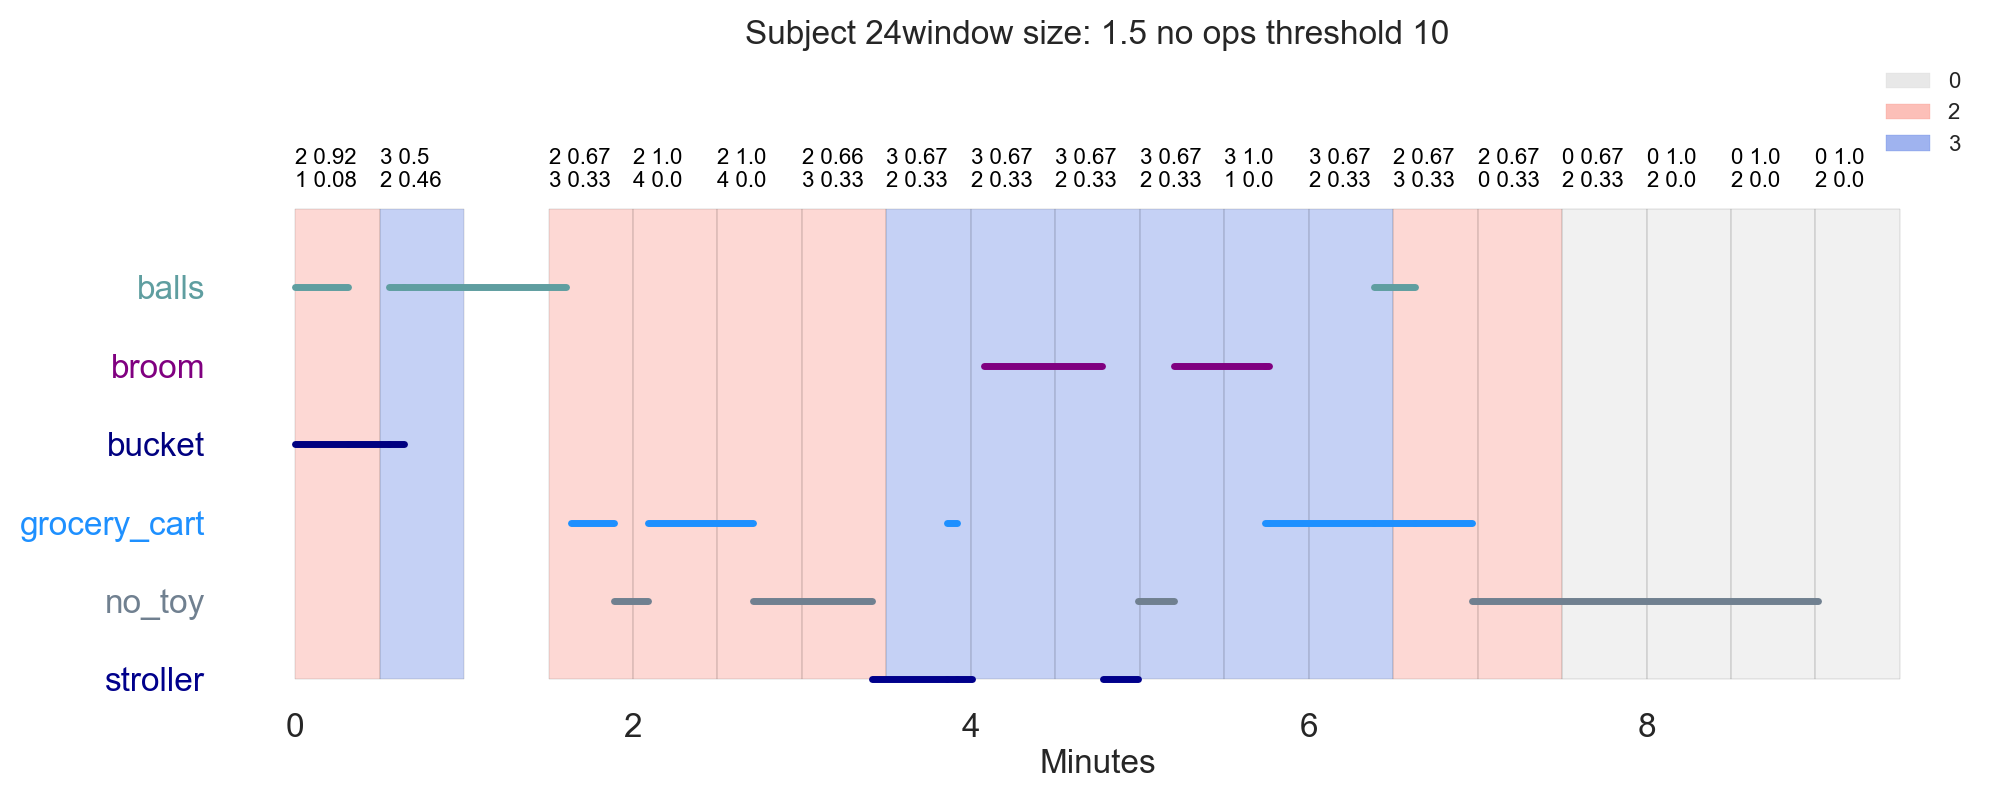 Subject 24window size: 1.5 no ops threshold 10
0
2
3
2 0.92 3 0.5 2 0.67 2 1.0 2 1.0 2 0.66 3 0.67 3 0.67 3 0.67 3 0.67 3 1.0 3 0.67 2 0.67 2 0.67 0 0.67 0 1.0 0 1.0 0 1.0
1 0.08 2 0.46 3 0.33 4 0.0 4 0.0 3 0.33 2 0.33 2 0.33 2 0.33 2 0.33 1 0.0 2 0.33 3 0.33 0 0.33 2 0.33 2 0.0 2 0.0 2 0.0
balls
broom
bucket
grocery_cart
no_toy
stroller
0 2 4 6 8
Minutes